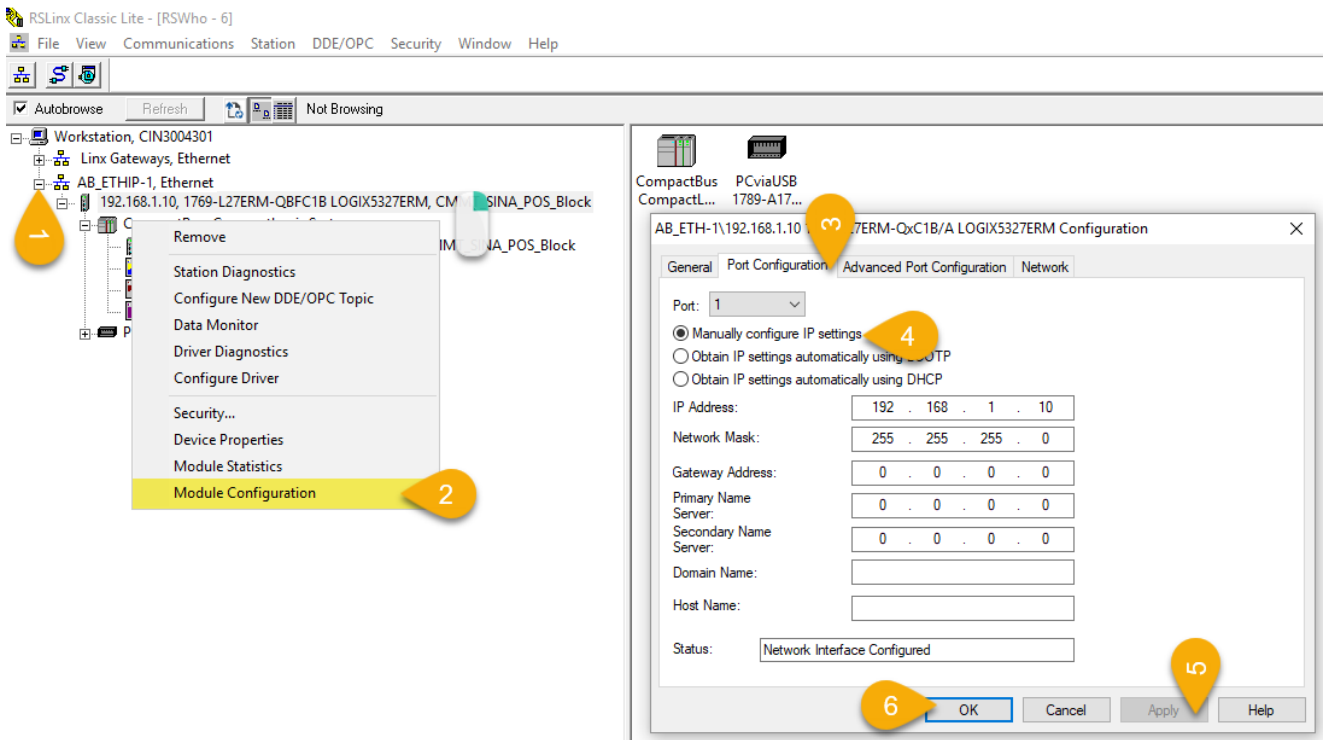 RSLinx Classic Lite - [RSWho - 6]
File View Communications Station DDE/OPC Security Window Help
Autobrowse Refresh Not Browsing
Workstation, CIN3004301
Linx Gateways, Ethernet
AB_ETHIP-1, Ethernet
192.168.1.10, 1769-L27ERM-QBFC1B LOGIX5327ERM, SINA_POS_Block
1
SINA_POS_Block
Remove
Station Diagnostics
Configure New DDE/OPC Topic
Data Monitor
Driver Diagnostics
Configure Driver
Security...
Device Properties
Module Statistics
Module Configuration
2
CompactBus PCviaUSB
CompactL... 1789-A17...
AB_ETH-1\192.168.1.10 7ERM-QxC1B/A LOGIX5327ERM Configuration
3
General Port Configuration Advanced Port Configuration Network
Port: 1
Manually configure IP settings
4
Obtain IP settings automatically using OTP
Obtain IP settings automatically using DHCP
IP Address: 192 . 168 . 1 . 10
Network Mask: 255 . 255 . 255 . 0
Gateway Address: 0 . 0 . 0 . 0
Primary Name
Server: 0 . 0 . 0 . 0
Secondary Name
Server: 0 . 0 . 0 . 0
Domain Name:
Host Name:
Status: Network Interface Configured
5
6
OK Cancel Apply Help